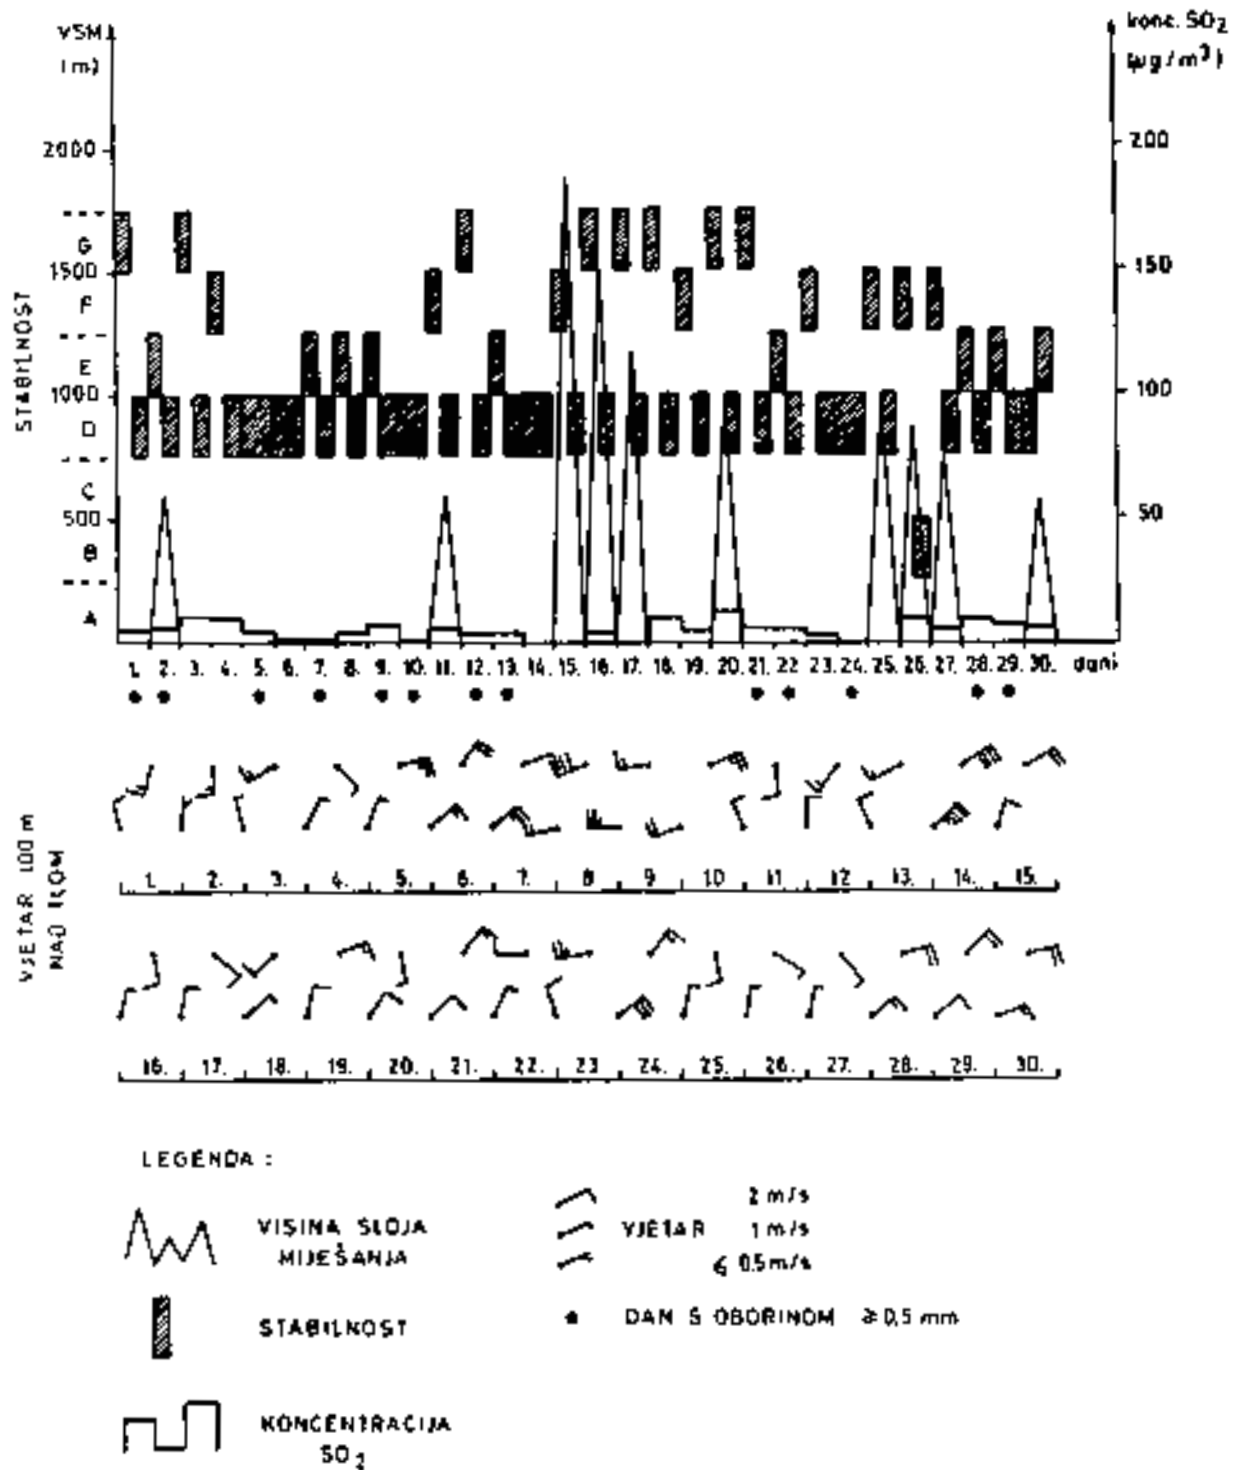 VSM
(m)
konc. SO2
(µg/m3)
2000
200
G
1500
150
F
E
1000
100
D
C
500
50
B
A
STABILNOST
1. 2. 3. 4. 5. 6. 7. 8. 9. 10. 11. 12. 13. 14. 15. 16. 17. 18. 19. 20. 21. 22 23. 24. 25. 26. 27. 28. 29. 30. dani
VJETAR 100 m
NAD TLOM
1. 2. 3. 4. 5. 6. 7. 8 9. 10 11. 12 13. 14. 15.
16. 17. 18. 19. 20. 21. 22. 23 24. 25. 26. 27. 28. 29. 30.
LEGENDA :
VISINA SLOJA
MIJEŠANJA
STABILNOST
KONCENTRACIJA
SO2
2 m/s
VJETAR 1 m/s
≤ 0.5 m/s
DAN S OBORINOM ≥ 0,5 mm